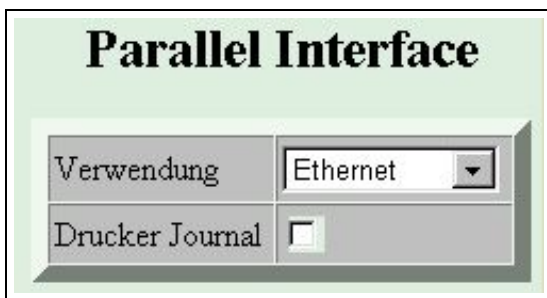 Parallel Interface
Verwendung Ethernet
Drucker Journal